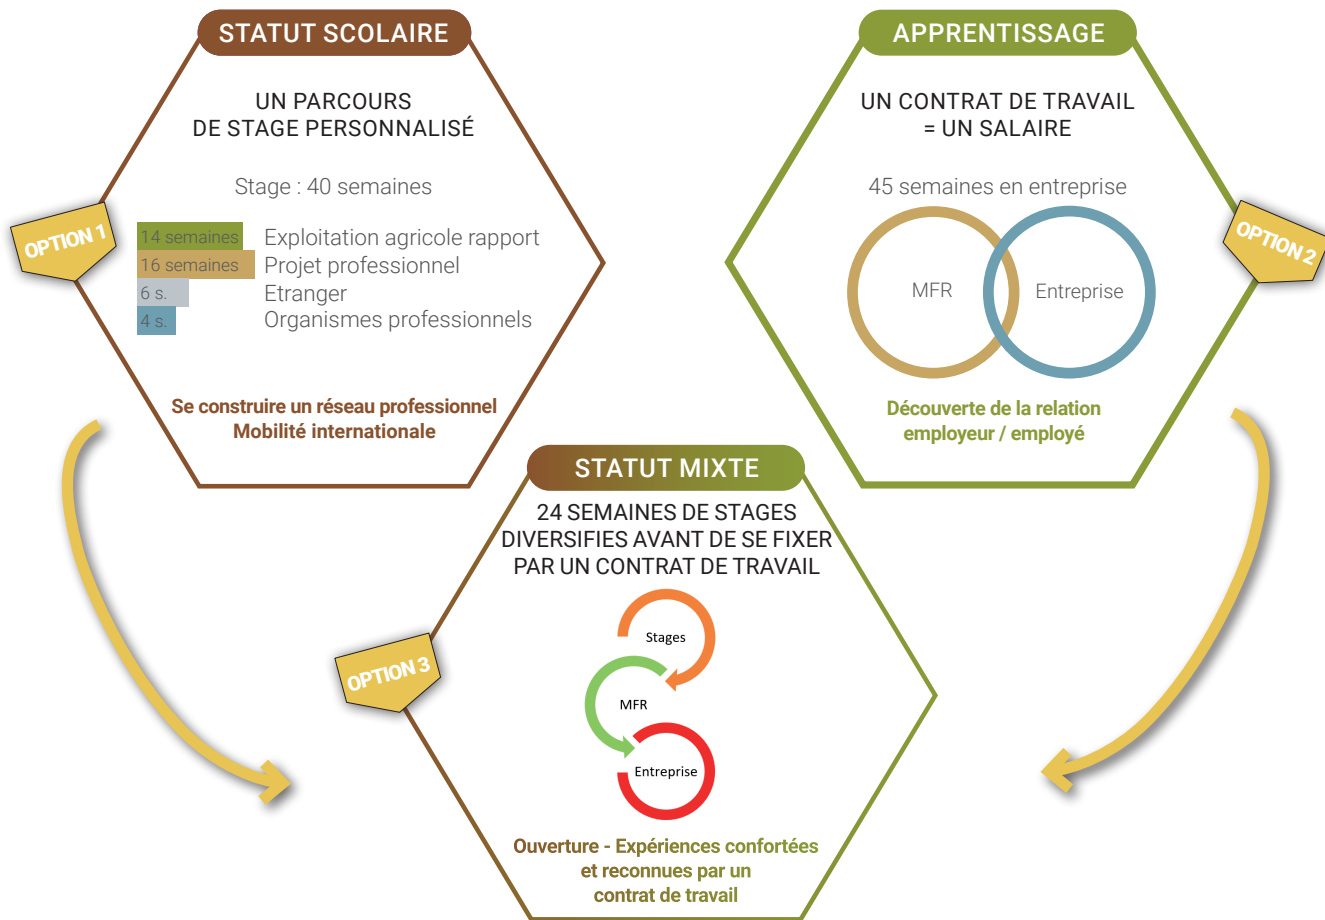 STATUT SCOLAIRE
UN PARCOURS
DE STAGE PERSONNALISÉ
Stage : 40 semaines
OPTION 1
14 semaines Exploitation agricole rapport
16 semaines Projet professionnel
6 s. Etranger
4 s. Organismes professionnels
Se construire un réseau professionnel
Mobilité internationale
APPRENTISSAGE
UN CONTRAT DE TRAVAIL
= UN SALAIRE
45 semaines en entreprise
OPTION 2
MFR Entreprise
Découverte de la relation
employeur / employé
STATUT MIXTE
24 SEMAINES DE STAGES
DIVERSIFIES AVANT DE SE FIXER
PAR UN CONTRAT DE TRAVAIL
Stages
OPTION 3
MFR
Entreprise
Ouverture - Expériences confortées
et reconnues par un
contrat de travail